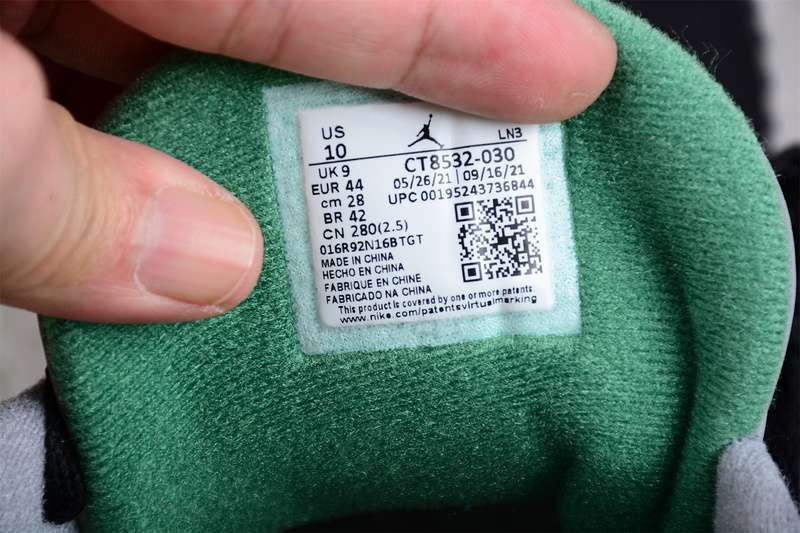 US
10
LN3
UK 9
EUR 44
cm 28
BR 42
CN 280(2.5)
CT8532-030
05/26/21 | 09/16/21
UPC 00195243736844
016R92N16BTGT
MADE IN CHINA
HECHO EN CHINA
FABRIQUE EN CHINE
FABRICADO NA CHINA
This product is covered by one or more patents
www.nike.com/patentsvirtualmarking